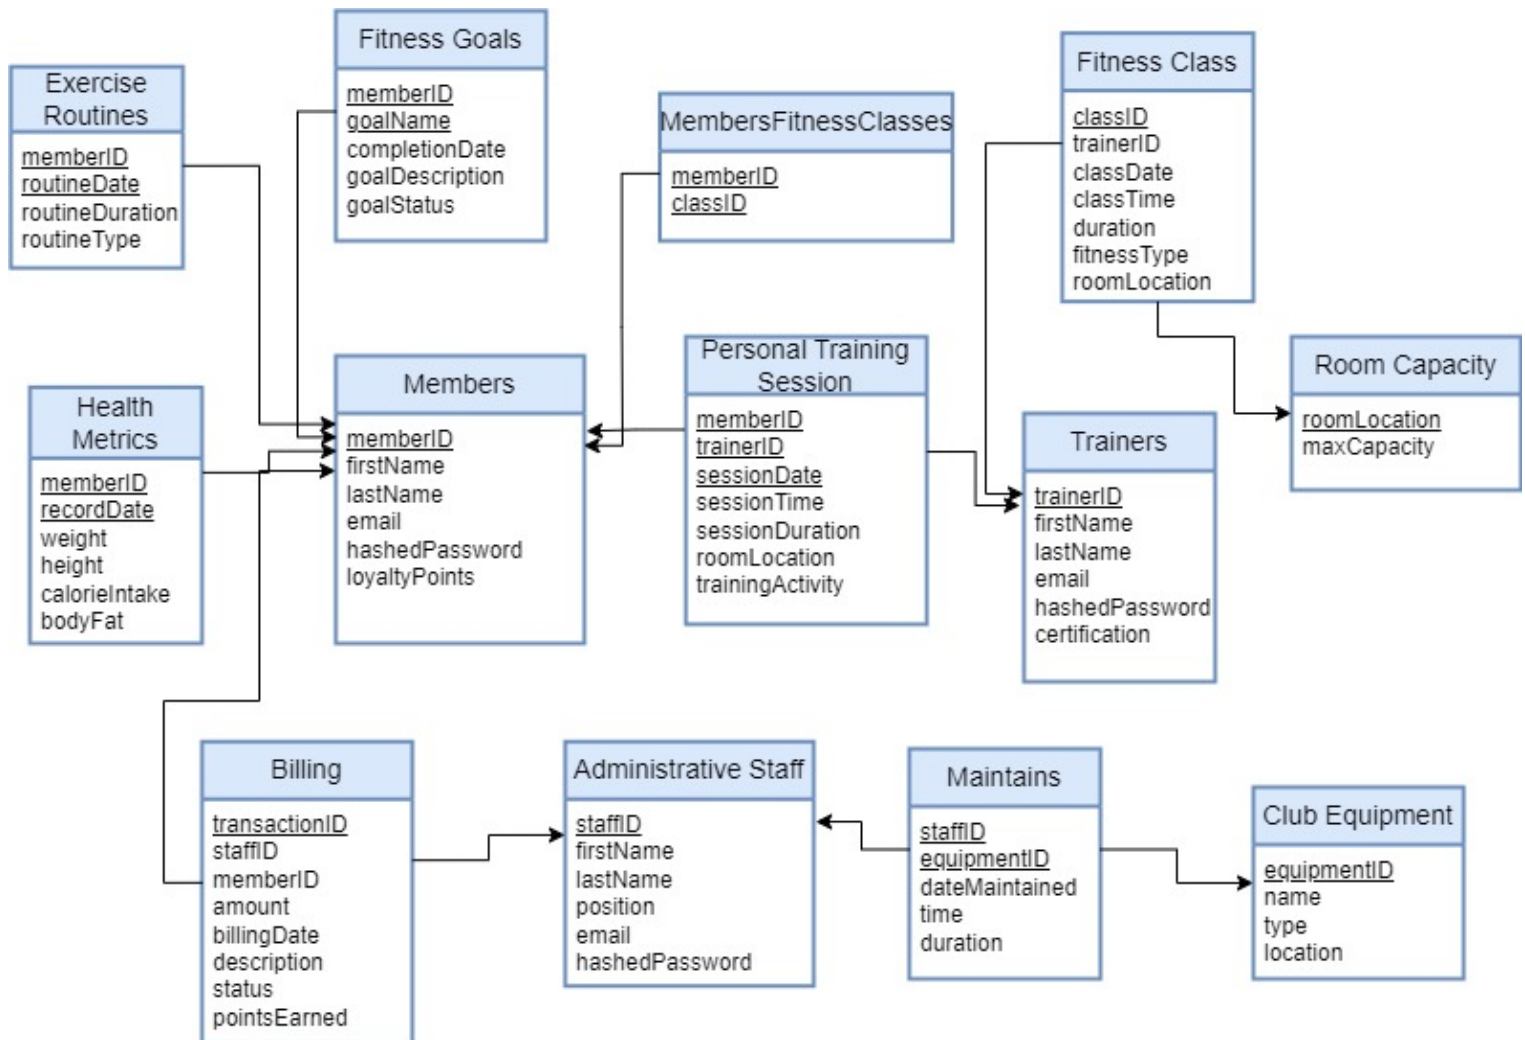 Exercise
Routines
memberID
routineDate
routineDuration
routineType
Fitness Goals
memberID
goalName
completionDate
goalDescription
goalStatus
MembersFitnessClasses
memberID
classID
Fitness Class
classID
trainerID
classDate
classTime
duration
fitnessType
roomLocation
Health
Metrics
memberID
recordDate
weight
height
calorieIntake
bodyFat
Members
memberID
firstName
lastName
email
hashedPassword
loyaltyPoints
Personal Training
Session
memberID
trainerID
sessionDate
sessionTime
sessionDuration
roomLocation
trainingActivity
Trainers
trainerID
firstName
lastName
email
hashedPassword
certification
Room Capacity
roomLocation
maxCapacity
Billing
transactionID
staffID
memberID
amount
billingDate
description
status
pointsEarned
Administrative Staff
staffID
firstName
lastName
position
email
hashedPassword
Maintains
staffID
equipmentID
dateMaintained
time
duration
Club Equipment
equipmentID
name
type
location